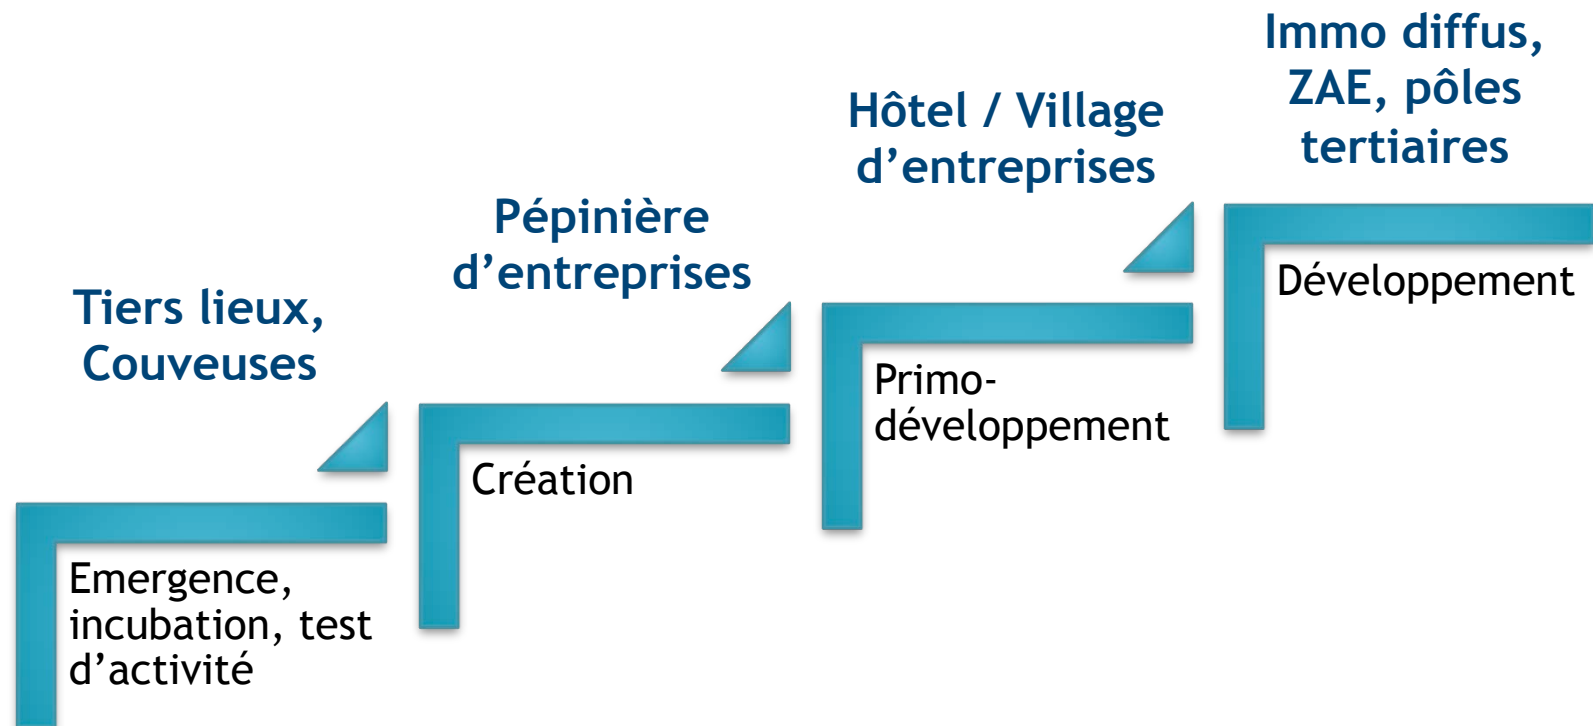 Tiers lieux,
Couveuses
Emergence,
incubation, test
d’activité
Pépinière
d’entreprises
Création
Hôtel / Village
d’entreprises
Primo-
développement
Immo diffus,
ZAE, pôles
tertiaires
Développement